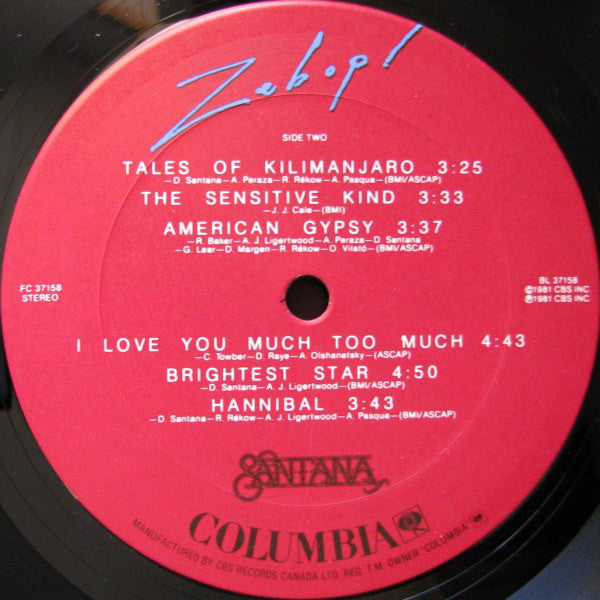 Zebop!
SIDE TWO
TALES OF KILIMANJARO 3:25
—D. Santana—A. Peraza—R. Rékow—A. Pasqua—(BMI/ASCAP)
THE SENSITIVE KIND 3:33
—J. J. Cale—(BMI)
AMERICAN GYPSY 3:37
—R. Baker—A. J. Ligertwood—A. Peraza—D. Santana
—G. Lear—D. Margen—R. Rékow—O. Vilató—(BMI/ASCAP)
FC 37158
STEREO
BL 37158
©1981 CBS INC.
℗1981 CBS INC.
I LOVE YOU MUCH TOO MUCH 4:43
—C. Towber—D. Raye—A. Olshanetsky—(ASCAP)
BRIGHTEST STAR 4:50
—D. Santana—A. J. Ligertwood—(BMI/ASCAP)
HANNIBAL 3:43
—D. Santana—R. Rékow—A. J. Ligertwood—A. Pasqua—(BMI/ASCAP)
SANTANA
COLUMBIA
MANUFACTURED BY CBS RECORDS CANADA LTD. REG. T.M. OWNER "COLUMBIA"